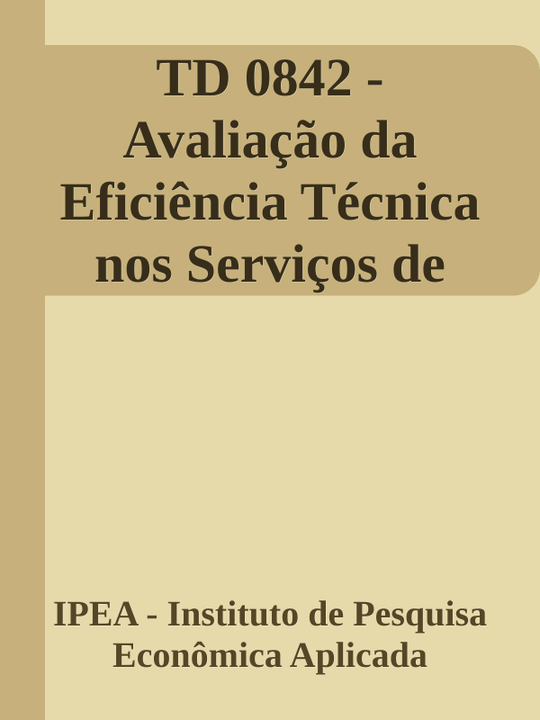 TD 0842 -
Avaliação da
Eficiência Técnica
nos Serviços de
IPEA - Instituto de Pesquisa
Econômica Aplicada